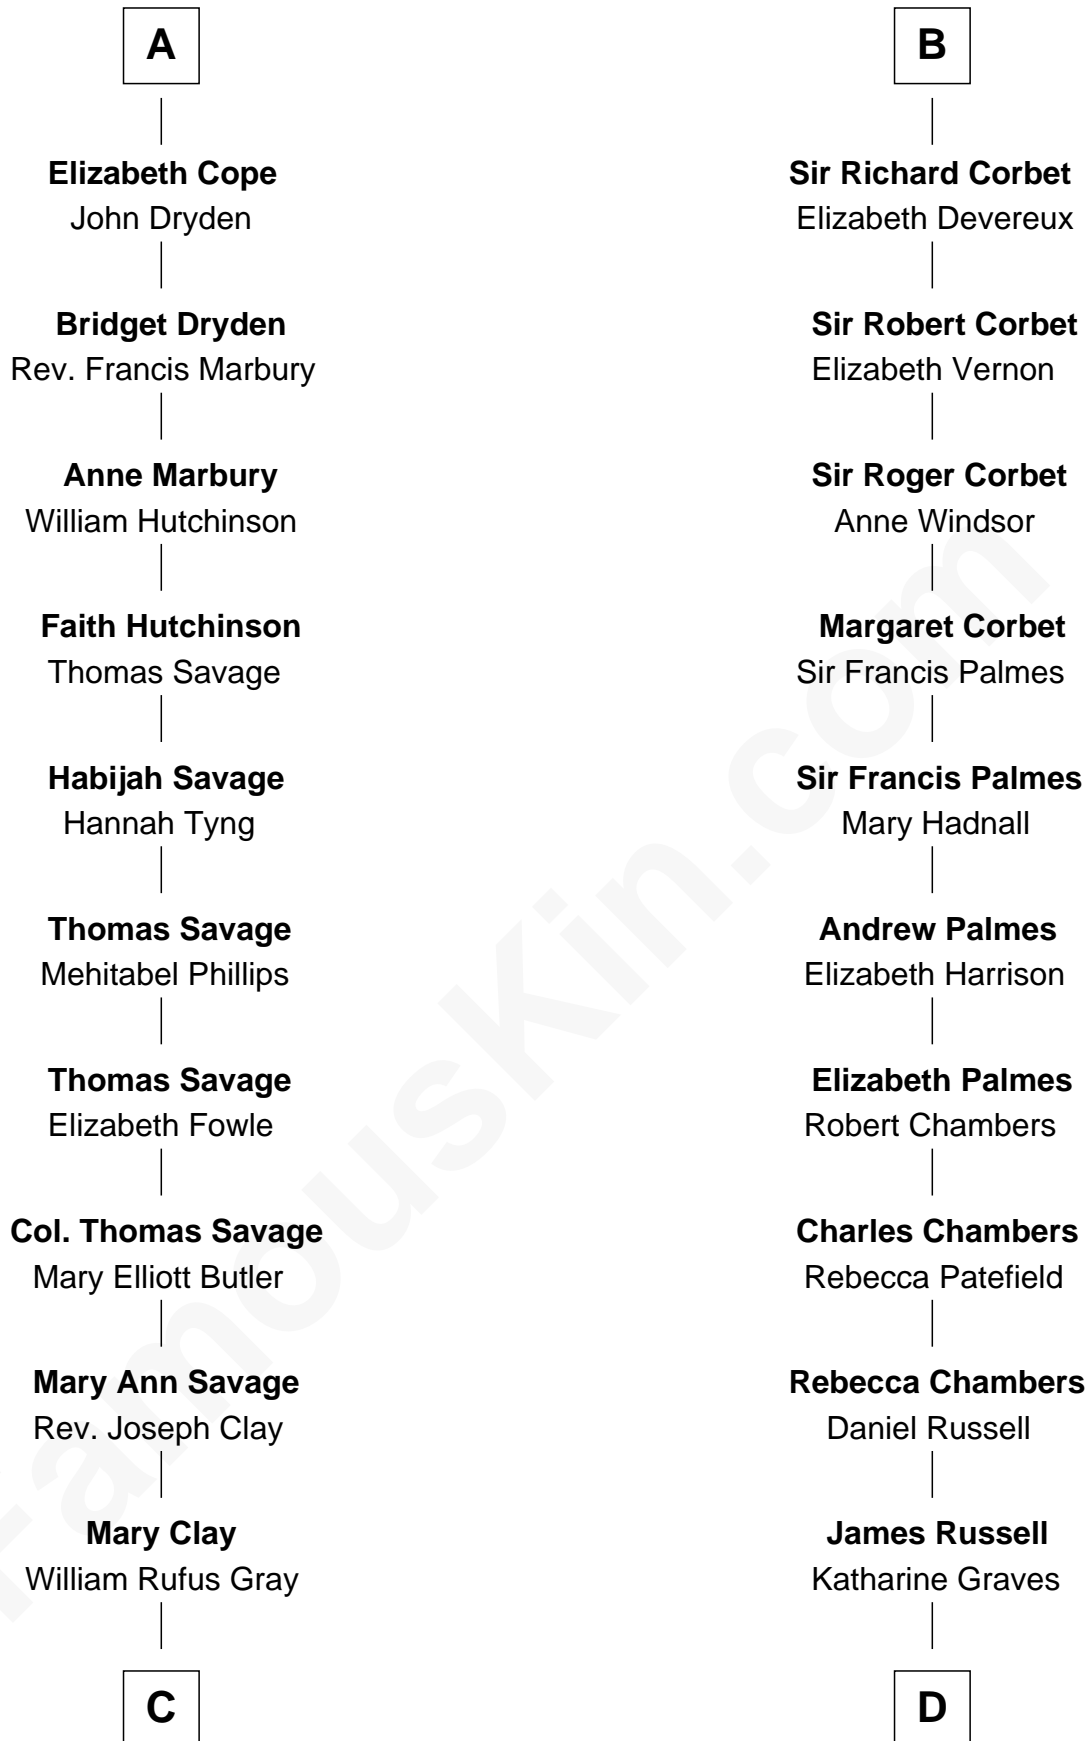 A
Elizabeth Cope
John Dryden
Bridget Dryden
Rev. Francis Marbury
Anne Marbury
William Hutchinson
Faith Hutchinson
Thomas Savage
Habijah Savage
Hannah Tyng
Thomas Savage
Mehitabel Phillips
Thomas Savage
Elizabeth Fowle
Col. Thomas Savage
Mary Elliott Butler
Mary Ann Savage
Rev. Joseph Clay
Mary Clay
William Rufus Gray
C
B
Sir Richard Corbet
Elizabeth Devereux
Sir Robert Corbet
Elizabeth Vernon
Sir Roger Corbet
Anne Windsor
Margaret Corbet
Sir Francis Palmes
Sir Francis Palmes
Mary Hadnall
Andrew Palmes
Elizabeth Harrison
Elizabeth Palmes
Robert Chambers
Charles Chambers
Rebecca Patefield
Rebecca Chambers
Daniel Russell
James Russell
Katharine Graves
D
FamousKin.com